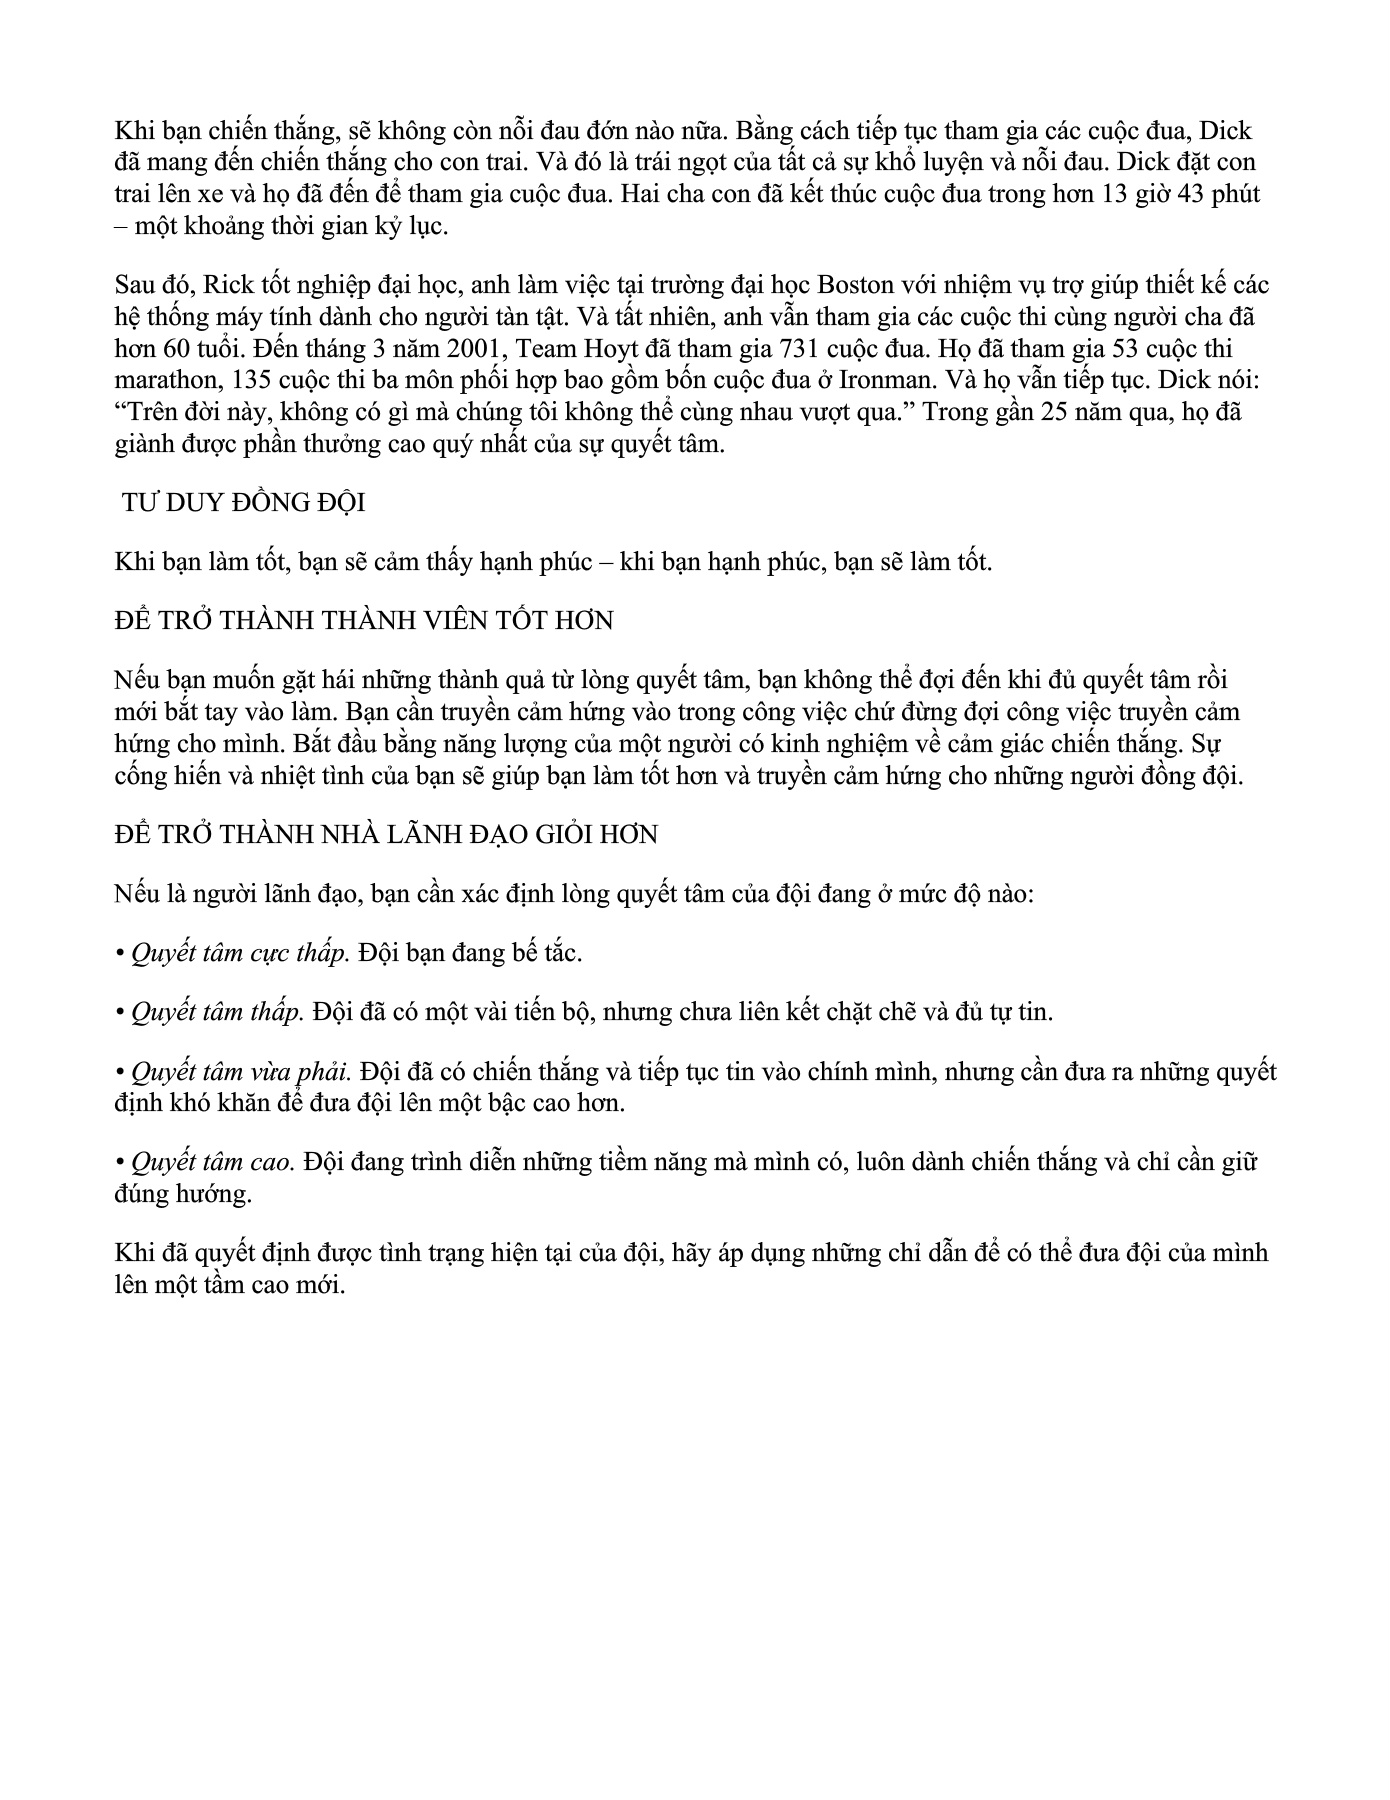 Khi bạn chiến thắng, sẽ không còn nỗi đau đớn nào nữa. Bằng cách tiếp tục tham gia các cuộc đua, Dick
đã mang đến chiến thắng cho con trai. Và đó là trái ngọt của tất cả sự khổ luyện và nỗi đau. Dick đặt con
trai lên xe và họ đã đến để tham gia cuộc đua. Hai cha con đã kết thúc cuộc đua trong hơn 13 giờ 43 phút
– một khoảng thời gian kỷ lục.
Sau đó, Rick tốt nghiệp đại học, anh làm việc tại trường đại học Boston với nhiệm vụ trợ giúp thiết kế các
hệ thống máy tính dành cho người tàn tật. Và tất nhiên, anh vẫn tham gia các cuộc thi cùng người cha đã
hơn 60 tuổi. Đến tháng 3 năm 2001, Team Hoyt đã tham gia 731 cuộc đua. Họ đã tham gia 53 cuộc thi
marathon, 135 cuộc thi ba môn phối hợp bao gồm bốn cuộc đua ở Ironman. Và họ vẫn tiếp tục. Dick nói:
“Trên đời này, không có gì mà chúng tôi không thể cùng nhau vượt qua.” Trong gần 25 năm qua, họ đã
giành được phần thưởng cao quý nhất của sự quyết tâm.
TƯ DUY ĐỒNG ĐỘI
Khi bạn làm tốt, bạn sẽ cảm thấy hạnh phúc – khi bạn hạnh phúc, bạn sẽ làm tốt.
ĐỂ TRỞ THÀNH THÀNH VIÊN TỐT HƠN
Nếu bạn muốn gặt hái những thành quả từ lòng quyết tâm, bạn không thể đợi đến khi đủ quyết tâm rồi
mới bắt tay vào làm. Bạn cần truyền cảm hứng vào trong công việc chứ đừng đợi công việc truyền cảm
hứng cho mình. Bắt đầu bằng năng lượng của một người có kinh nghiệm về cảm giác chiến thắng. Sự
cống hiến và nhiệt tình của bạn sẽ giúp bạn làm tốt hơn và truyền cảm hứng cho những người đồng đội.
ĐỂ TRỞ THÀNH NHÀ LÃNH ĐẠO GIỎI HƠN
Nếu là người lãnh đạo, bạn cần xác định lòng quyết tâm của đội đang ở mức độ nào:
• Quyết tâm cực thấp. Đội bạn đang bế tắc.
• Quyết tâm thấp. Đội đã có một vài tiến bộ, nhưng chưa liên kết chặt chẽ và đủ tự tin.
• Quyết tâm vừa phải. Đội đã có chiến thắng và tiếp tục tin vào chính mình, nhưng cần đưa ra những quyết
định khó khăn để đưa đội lên một bậc cao hơn.
• Quyết tâm cao. Đội đang trình diễn những tiềm năng mà mình có, luôn dành chiến thắng và chỉ cần giữ
đúng hướng.
Khi đã quyết định được tình trạng hiện tại của đội, hãy áp dụng những chỉ dẫn để có thể đưa đội của mình
lên một tầm cao mới.